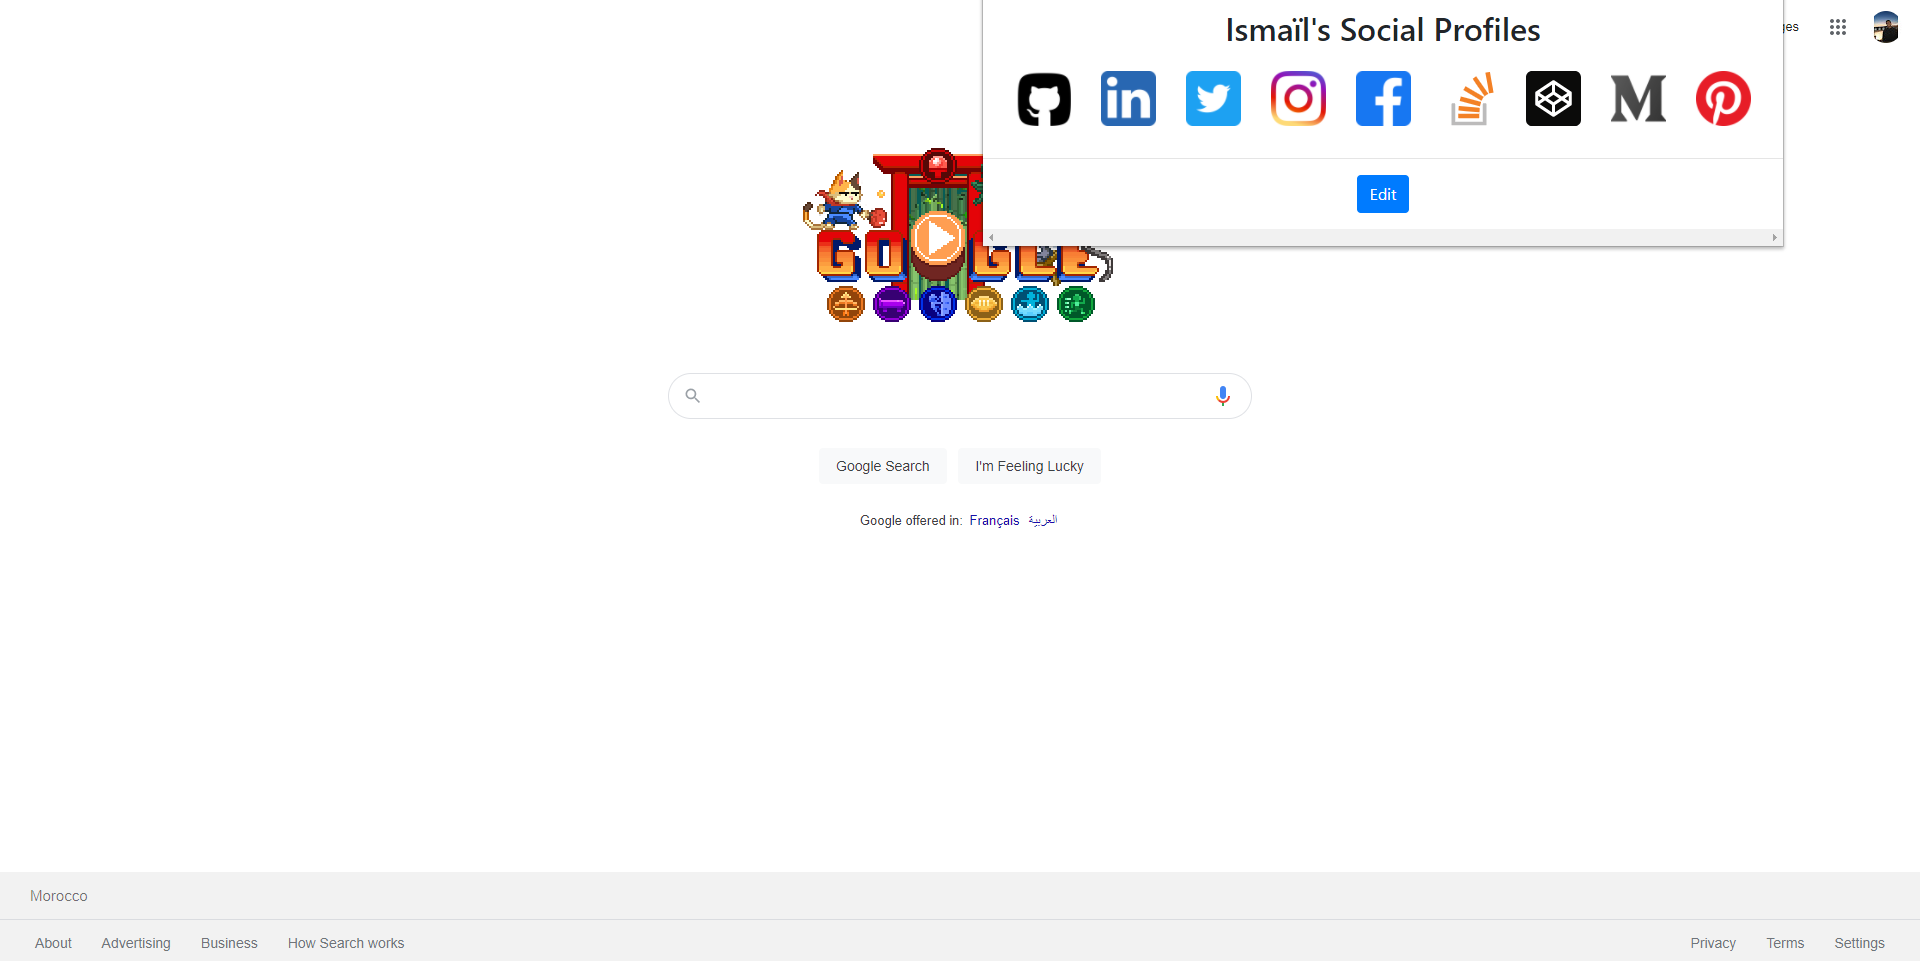 Ismaïl's Social Profiles
Edit
GOOGLE
Google Search
I'm Feeling Lucky
Google offered in: Français العربية
Morocco
About Advertising Business How Search works
Privacy Terms Settings